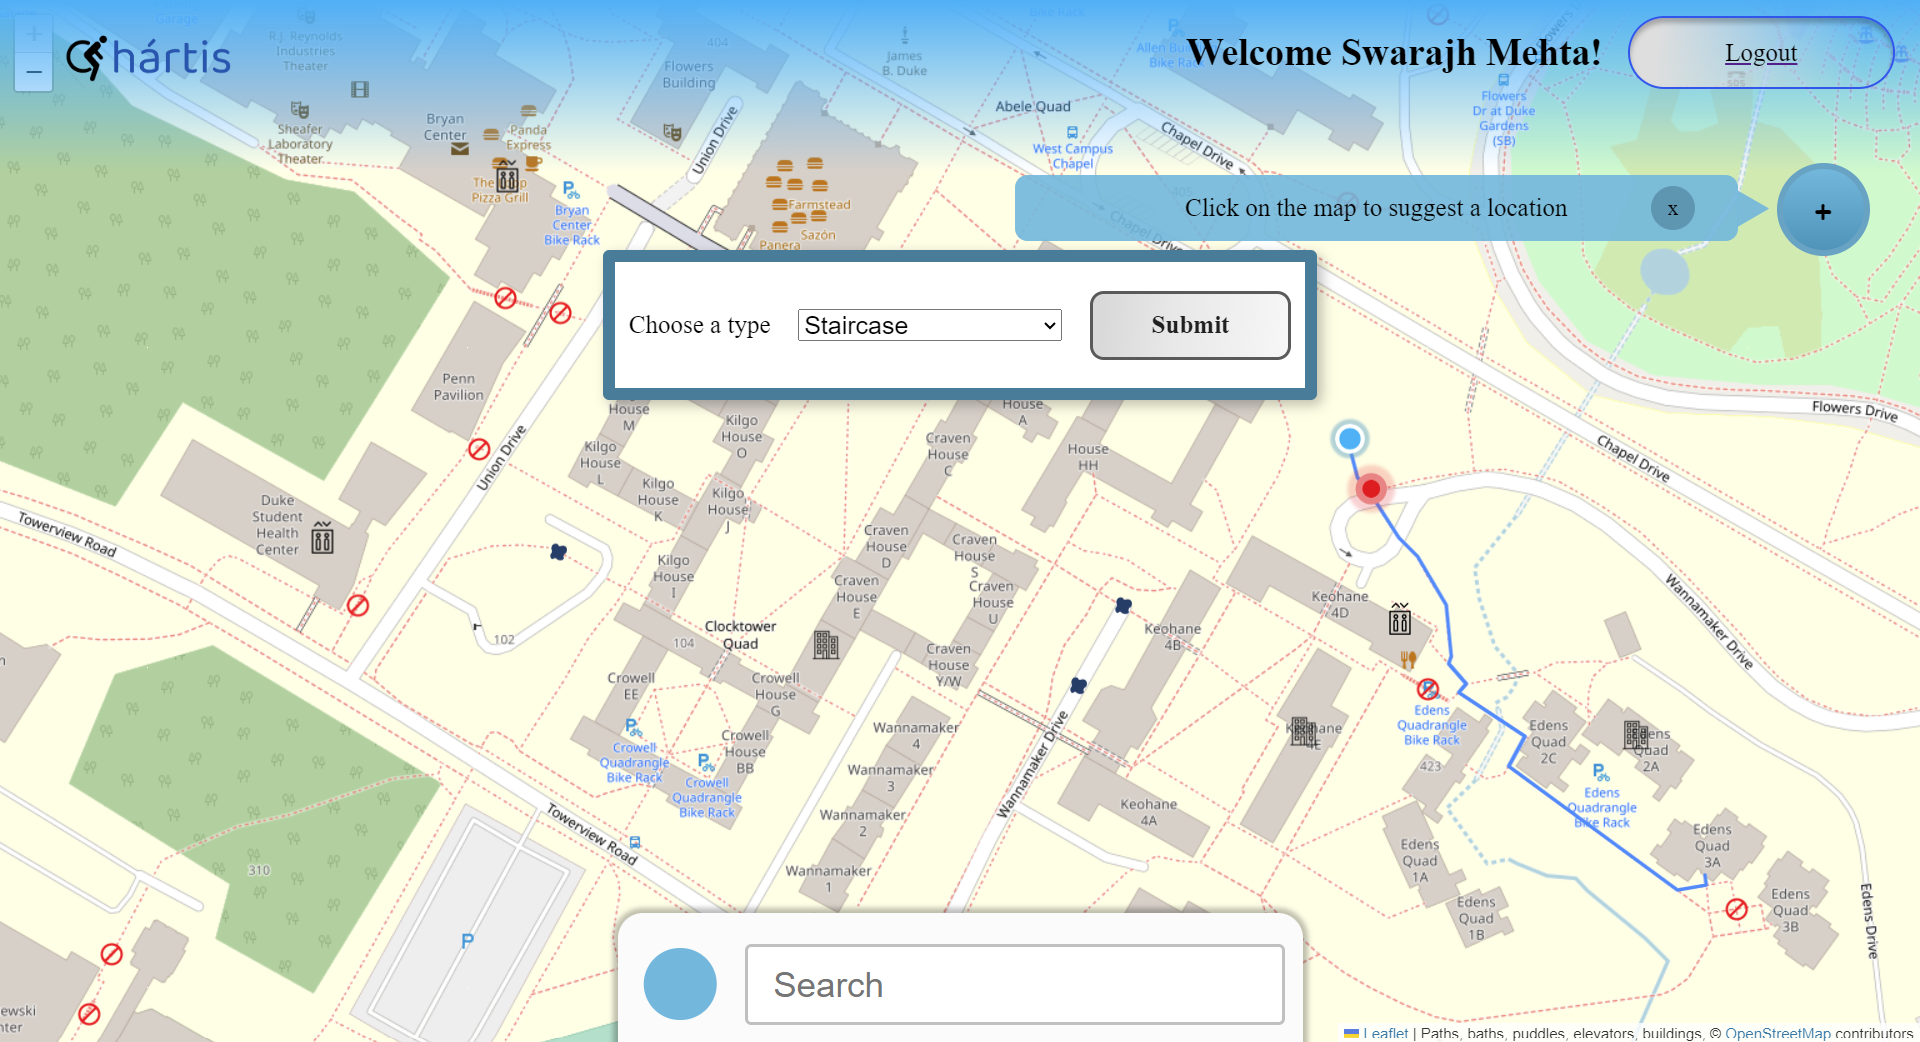 Garage
R.J. Reynolds
Industries
Theater
+
−
hártis
404
Flowers
Building
James
B. Duke
Bike Rack
Welcome Swarajh Mehta!
Logout
Abele Quad
Flowers
Dr at Duke
Gardens
(SB)
Sheafer
Laboratory
Theater
Bryan
Center
Panda
Express
Pizza Grill
Bryan
Center
Bike Rack
Union Drive
Farmstead
Sazón
Panera
West Campus
Chapel
Chapel Drive
405
Chapel Drive
Click on the map to suggest a location
x
+
Choose a type
Staircase
Submit
Penn
Pavilion
Union Drive
House
M
Kilgo
House
L
Kilgo
House
O
Kilgo
House
K
Kilgo
House
J
Craven
House
C
House
A
House
HH
Flowers Drive
Chapel Drive
Duke
Student
Health
Center
Towerview Road
102
Kilgo
House
I
Craven
House
D
Craven
House
S
Craven
House
E
Craven
House
U
Craven
House
Y/W
Clocktower
Quad
104
Crowell
EE
Crowell
House
G
Crowell
House
BB
Crowell
Quadrangle
Bike Rack
Crowell
Quadrangle
Bike Rack
Keohane
4B
Keohane
4D
Wannamaker Drive
Wannamaker
4
Wannamaker
3
Wannamaker
2
Wannamaker
1
Wannamaker Drive
Keohane
4A
Keohane
4E
Edens
Quadrangle
Bike Rack
423
Edens
Quad
2C
Edens
Quad
2A
Edens
Quadrangle
Bike Rack
Edens
Quad
1A
Edens
Quad
1B
Edens
Quad
3A
Edens
Quad
3B
Edens Drive
Towerview Road
310
P
Search
Leaflet | Paths, baths, puddles, elevators, buildings, © OpenStreetMap contributors